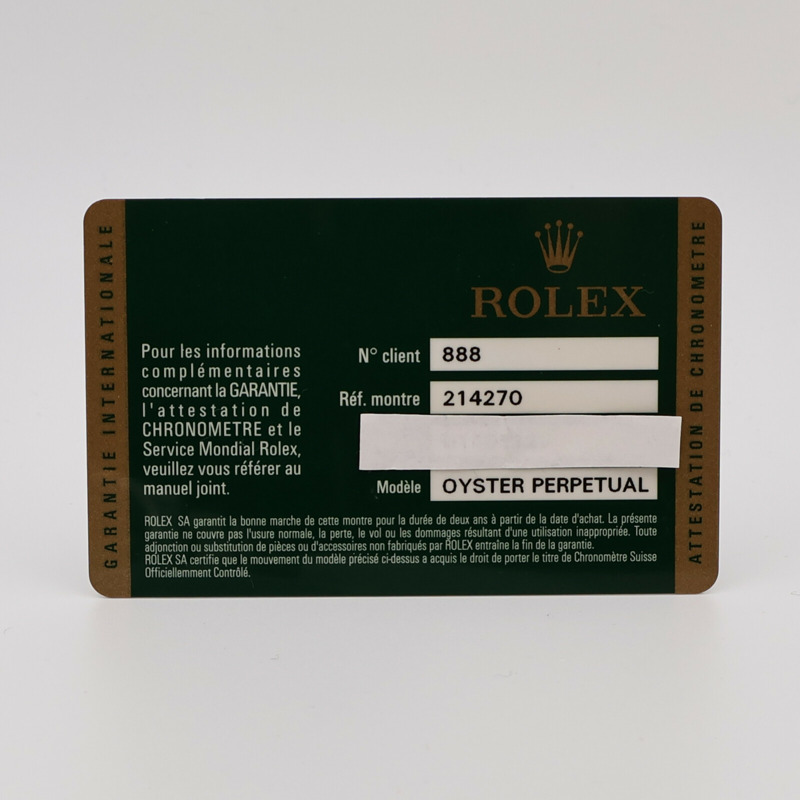 GARANTIE INTERNATIONALE
ROLEX
Pour les informations
complémentaires
concernant la GARANTIE,
l'attestation de
CHRONOMETRE et le
Service Mondial Rolex,
veuillez vous référer au
manuel joint.
N° client 888
Réf. montre 214270
Modèle OYSTER PERPETUAL
ROLEX SA garantit la bonne marche de cette montre pour la durée de deux ans à partir de la date d'achat. La présente
garantie ne couvre pas l'usure normale, la perte, le vol ou les dommages résultant d'une utilisation inappropriée. Toute
adjonction ou substitution de pièces ou d'accessoires non fabriqués par ROLEX entraîne la fin de la garantie.
ROLEX SA certifie que le mouvement du modèle précisé ci-dessus a acquis le droit de porter le titre de Chronomètre Suisse
Officiellement Contrôlé.
ATTESTATION DE CHRONOMETRE